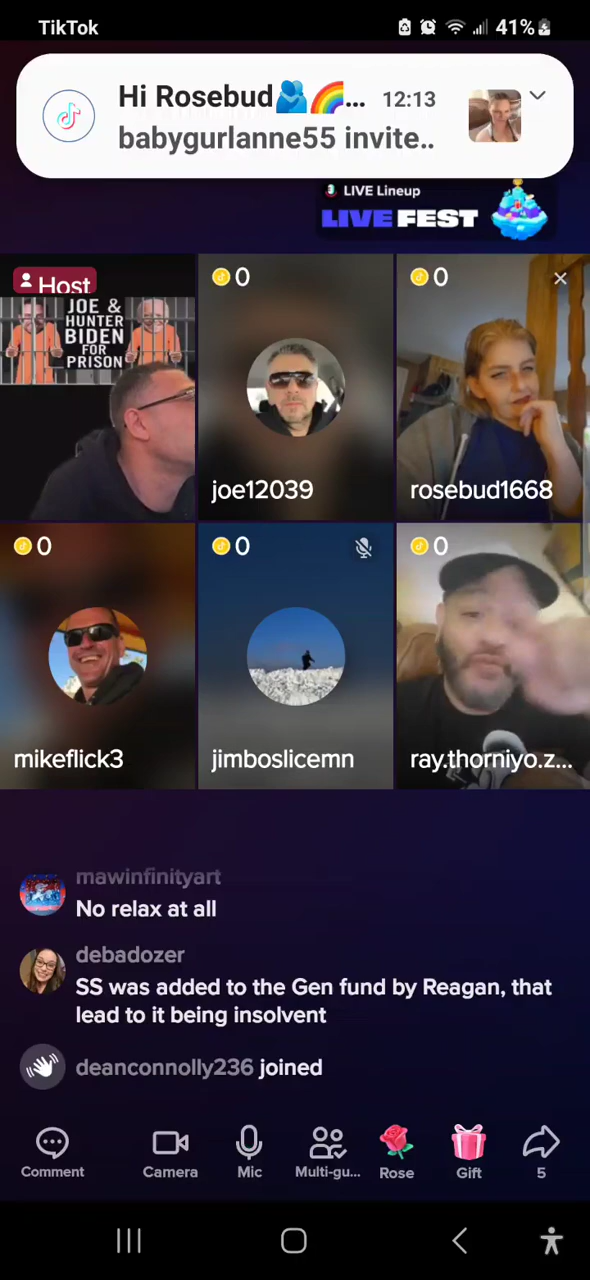 TikTok
41%
Hi Rosebud🫂🌈... 12:13
babygurlanne55 invite..
LIVE Lineup
LIVE FEST
Host
JOE &
HUNTER
BIDEN
FOR
PRISON
0
joe12039
0
rosebud1668
0
mikeflick3
0
jimboslicemn
0
ray.thorniyo.z...
mawinfinityart
No relax at all
debadozer
SS was added to the Gen fund by Reagan, that
lead to it being insolvent
deanconnolly236 joined
Comment
Camera
Mic
Multi-gu...
Rose
Gift
5